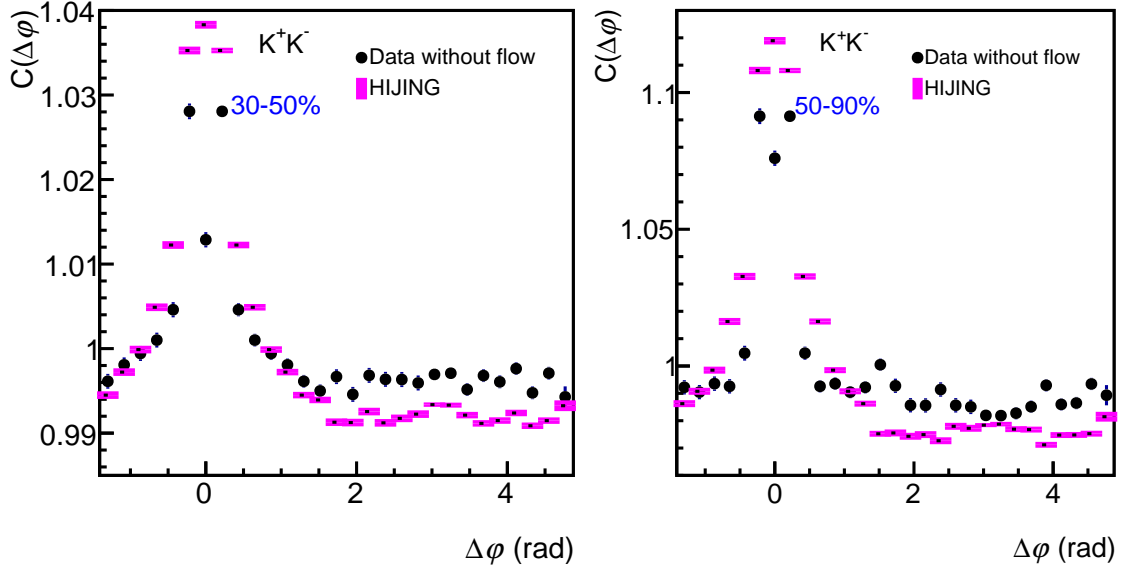 C(Δφ)
1.04
1.03
1.02
1.01
1
0.99
K⁺K⁻
Data without flow
HIJING
30-50%
0
2
4
Δφ (rad)
C(Δφ)
1.1
1.05
1
K⁺K⁻
Data without flow
HIJING
50-90%
0
2
4
Δφ (rad)